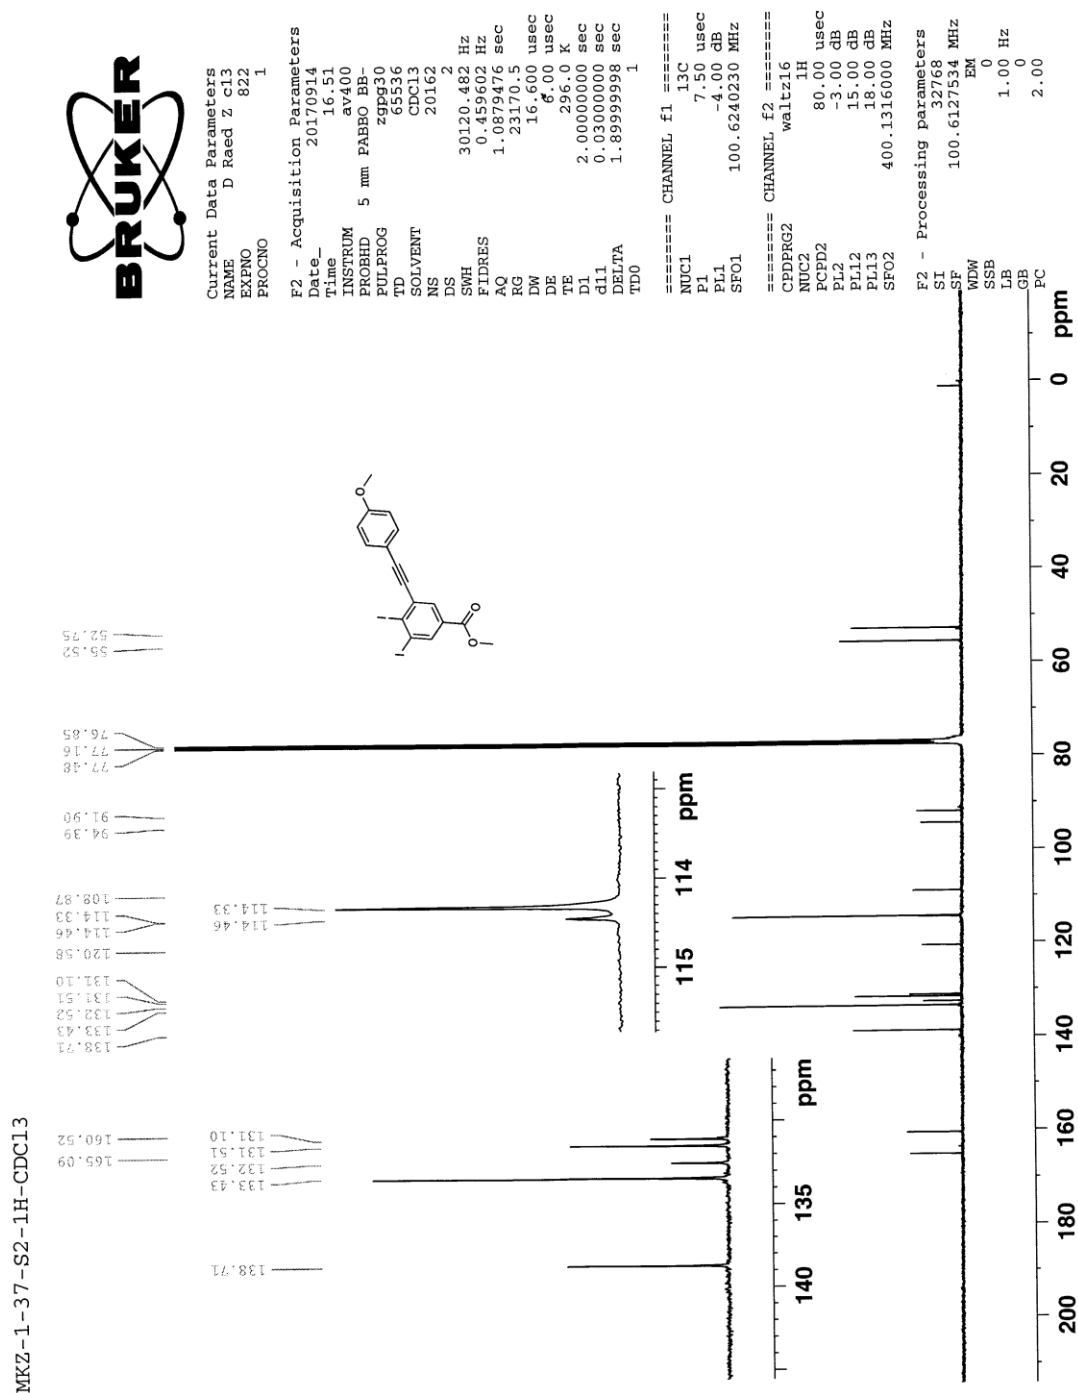 MKZ-1-37-S2-1H-CDCl3
165.09
160.52
138.71
133.43
132.52
131.51
131.10
120.58
114.46
114.33
108.87
94.39
91.90
77.48
77.16
76.85
55.52
52.75
138.71
133.43
132.52
131.51
131.10
140
135
ppm
114.46
114.33
115
114
ppm
O
O
O
I
I
BRUKER
Current Data Parameters
NAME D Raed Z c13
EXPNO 822
PROCNO 1
F2 - Acquisition Parameters
Date_ 20170914
Time 16.51
INSTRUM av400
PROBHD 5 mm PABBO BB-
PULPROG zgpg30
TD 65536
SOLVENT CDCl3
NS 20162
DS 2
SWH 30120.482 Hz
FIDRES 0.459602 Hz
AQ 1.0879476 sec
RG 23170.5
DW 16.600 usec
DE 6.00 usec
TE 296.0 K
D1 2.00000000 sec
d11 0.03000000 sec
DELTA 1.89999998 sec
TD0 1
======== CHANNEL f1 ========
NUC1 13C
P1 7.50 usec
PL1 -4.00 dB
SFO1 100.6240230 MHz
======== CHANNEL f2 ========
CPDPRG2 waltz16
NUC2 1H
PCPD2 80.00 usec
PL2 -3.00 dB
PL12 15.00 dB
PL13 18.00 dB
SFO2 400.1316000 MHz
F2 - Processing parameters
SI 32768
SF 100.6127534 MHz
WDW EM
SSB 0
LB 1.00 Hz
GB 0
PC 2.00
200 180 160 140 120 100 80 60 40 20 0 ppm